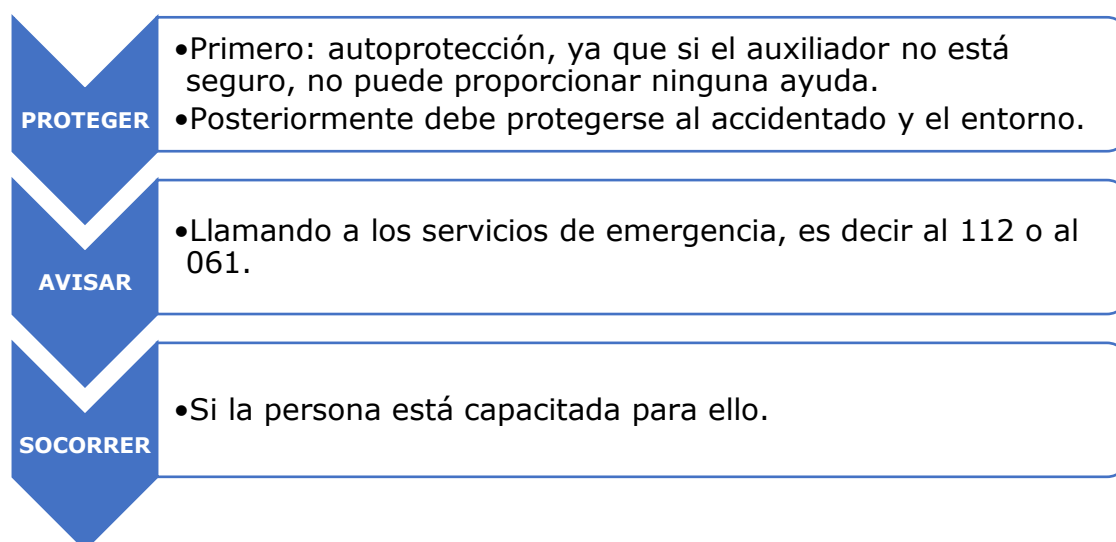 PROTEGER
•Primero: autoprotección, ya que si el auxiliador no está
seguro, no puede proporcionar ninguna ayuda.
•Posteriormente debe protegerse al accidentado y el entorno.
AVISAR
•Llamando a los servicios de emergencia, es decir al 112 o al
061.
SOCORRER
•Si la persona está capacitada para ello.